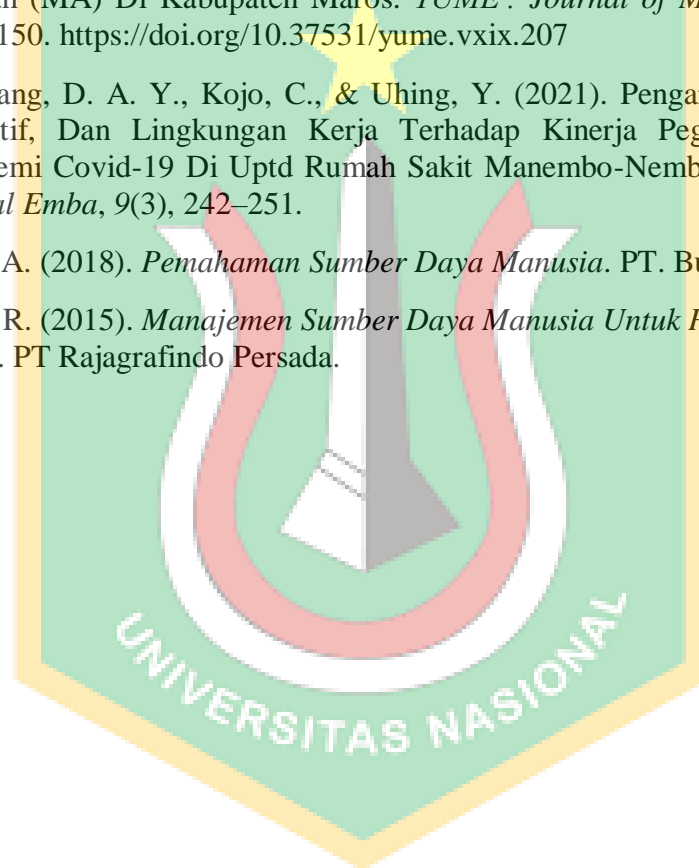 (MA) Di Kabupaten Maros. YUME : Journal of M
150. https://doi.org/10.37531/yume.vxix.207
ang, D. A. Y., Kojo, C., & Uhing, Y. (2021). Pengar
tif, Dan Lingkungan Kerja Terhadap Kinerja Peg
emi Covid-19 Di Uptd Rumah Sakit Manembo-Nemb
al Emba, 9(3), 242–251.
A. (2018). Pemahaman Sumber Daya Manusia. PT. Bu
R. (2015). Manajemen Sumber Daya Manusia Untuk P
. PT Rajagrafindo Persada.
UNIVERSITAS NASIONAL